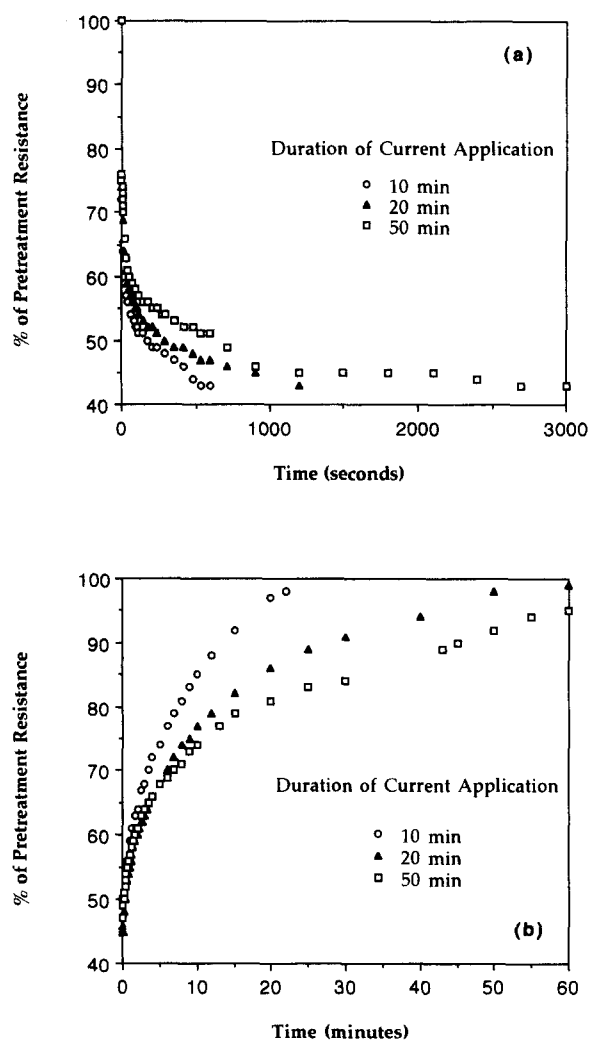 (a)
% of Pretreatment Resistance
100
90
80
70
60
50
40
Duration of Current Application
10 min
20 min
50 min
0
1000
2000
3000
Time (seconds)
% of Pretreatment Resistance
100
90
80
70
60
50
40
Duration of Current Application
10 min
20 min
50 min
(b)
0
10
20
30
40
50
60
Time (minutes)